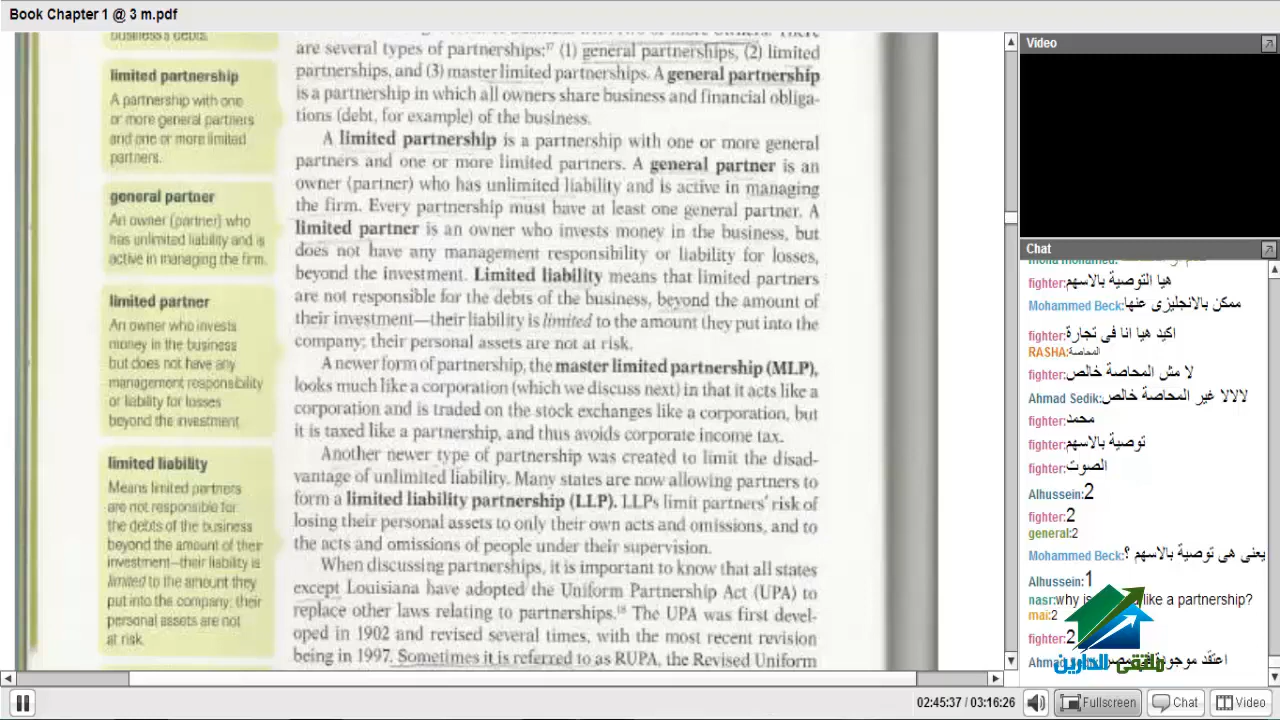 Book Chapter 1 @ 3 m.pdf
business's debts.
limited partnership
A partnership with one
or more general partners
and one or more limited
partners.
general partner
An owner (partner) who
has unlimited liability and is
active in managing the firm.
limited partner
An owner who invests
money in the business
but does not have any
management responsibility
or liability for losses
beyond the investment
limited liability
Means limited partners
are not responsible for
the debts of the business
beyond the amount of their
investment—their liability is
limited to the amount they
put into the company; their
personal assets are not
at risk.
are several types of partnerships:17 (1) general partnerships, (2) limited
partnerships, and (3) master limited partnerships. A general partnership
is a partnership in which all owners share business and financial obliga-
tions (debt, for example) of the business.
A limited partnership is a partnership with one or more general
partners and one or more limited partners. A general partner is an
owner (partner) who has unlimited liability and is active in managing
the firm. Every partnership must have at least one general partner. A
limited partner is an owner who invests money in the business, but
does not have any management responsibility or liability for losses
beyond the investment. Limited liability means that limited partners
are not responsible for the debts of the business, beyond the amount of
their investment—their liability is limited to the amount they put into the
company; their personal assets are not at risk.
A newer form of partnership, the master limited partnership (MLP),
looks much like a corporation (which we discuss next) in that it acts like a
corporation and is traded on the stock exchanges like a corporation, but
it is taxed like a partnership, and thus avoids corporate income tax.
Another newer type of partnership was created to limit the disad-
vantage of unlimited liability. Many states are now allowing partners to
form a limited liability partnership (LLP). LLPs limit partners' risk of
losing their personal assets to only their own acts and omissions, and to
the acts and omissions of people under their supervision.
When discussing partnerships, it is important to know that all states
except Louisiana have adopted the Uniform Partnership Act (UPA) to
replace other laws relating to partnerships.18 The UPA was first devel-
oped in 1902 and revised several times, with the most recent revision
being in 1997. Sometimes it is referred to as RUPA, the Revised Uniform
Video
Chat
fighter: هيا التوصية بالاسهم
Mohammed Beck: ممكن بالانجليزى عنها
fighter: اكيد هيا انا فى تجارة
RASHA: المحاصة
fighter: لا مش المحاصة خالص
Ahmad Sedik: لالالا غير المحاصة خالص
fighter: محمد
fighter: توصية بالاسهم
fighter: الصوت
Alhussein: 2
fighter: 2
general: 2
Mohammed Beck: يعنى هى توصية بالاسهم ؟
Alhussein: 1
nasr: why is like a partnership?
mai: 2
fighter: 2
اعتقد
ملتقى الدارين
02:45:37 / 03:16:26
Fullscreen
Chat
Video